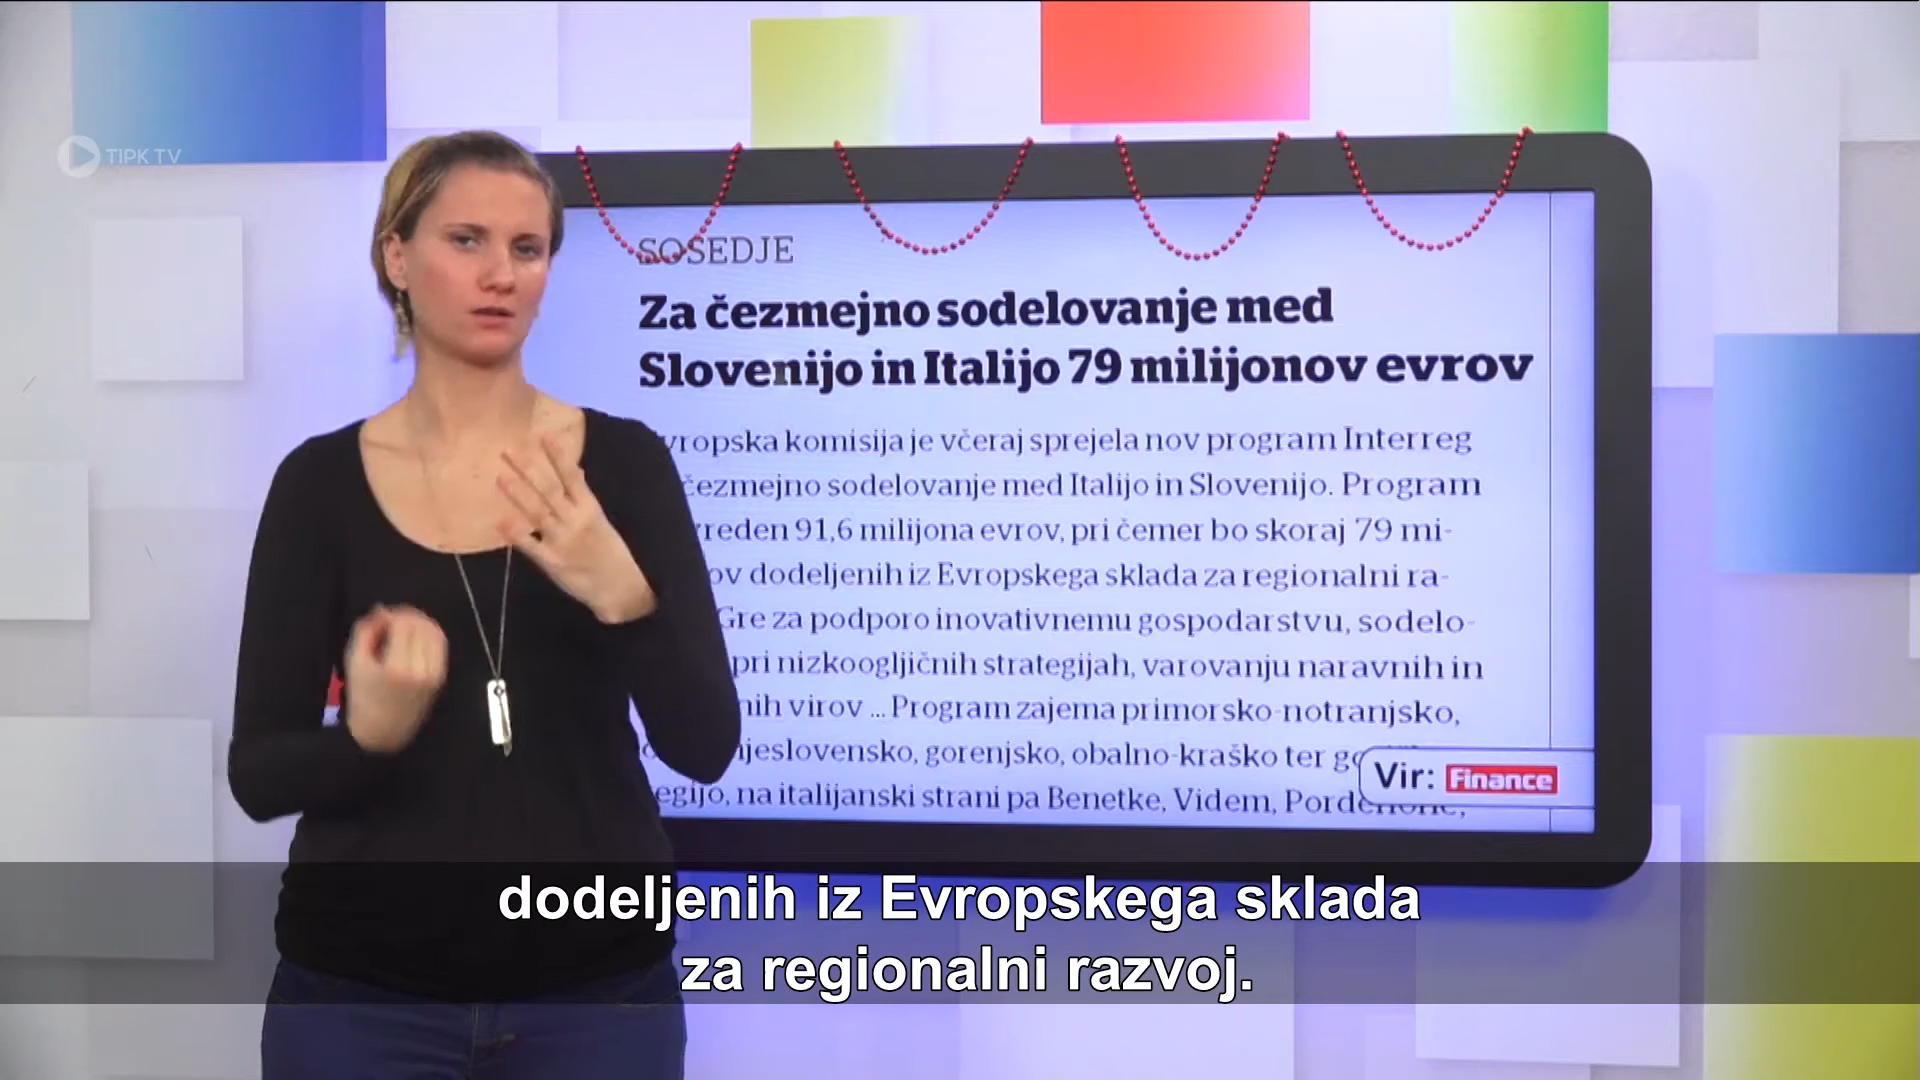 TIPK TV
SOSEDJE
Za čezmejno sodelovanje med
Slovenijo in Italijo 79 milijonov evrov
vropska komisija je včeraj sprejela nov program Interreg
čezmejno sodelovanje med Italijo in Slovenijo. Program
reden 91,6 milijona evrov, pri čemer bo skoraj 79 mi-
ov dodeljenih iz Evropskega sklada za regionalni ra-
Gre za podporo inovativnemu gospodarstvu, sodelo-
pri nizkoogljičnih strategijah, varovanju naravnih in
nih virov ... Program zajema primorsko-notranjsko,
njeslovensko, gorenjsko, obalno-kraško ter go
egijo, na italijanski strani pa Benetke, Videm, Pordenone,
Vir: Finance
dodeljenih iz Evropskega sklada
za regionalni razvoj.